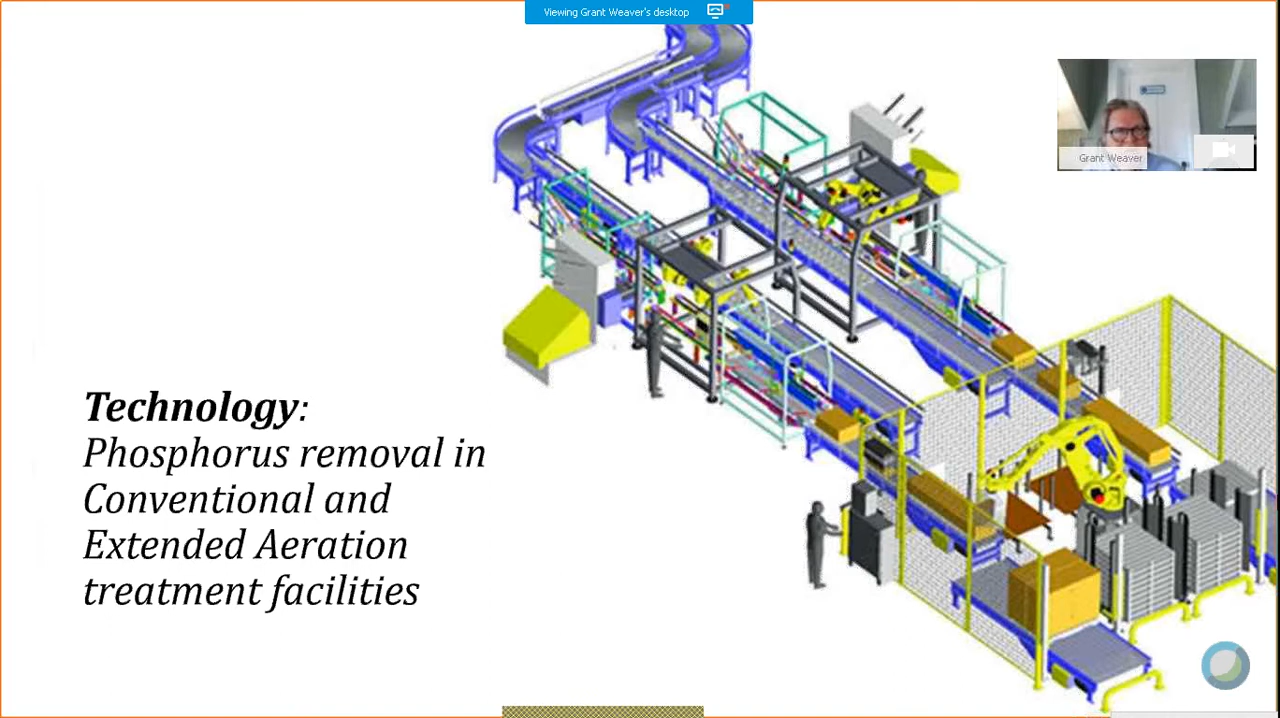 Viewing Grant Weaver's desktop
Grant Weaver
Technology:
Phosphorus removal in
Conventional and
Extended Aeration
treatment facilities